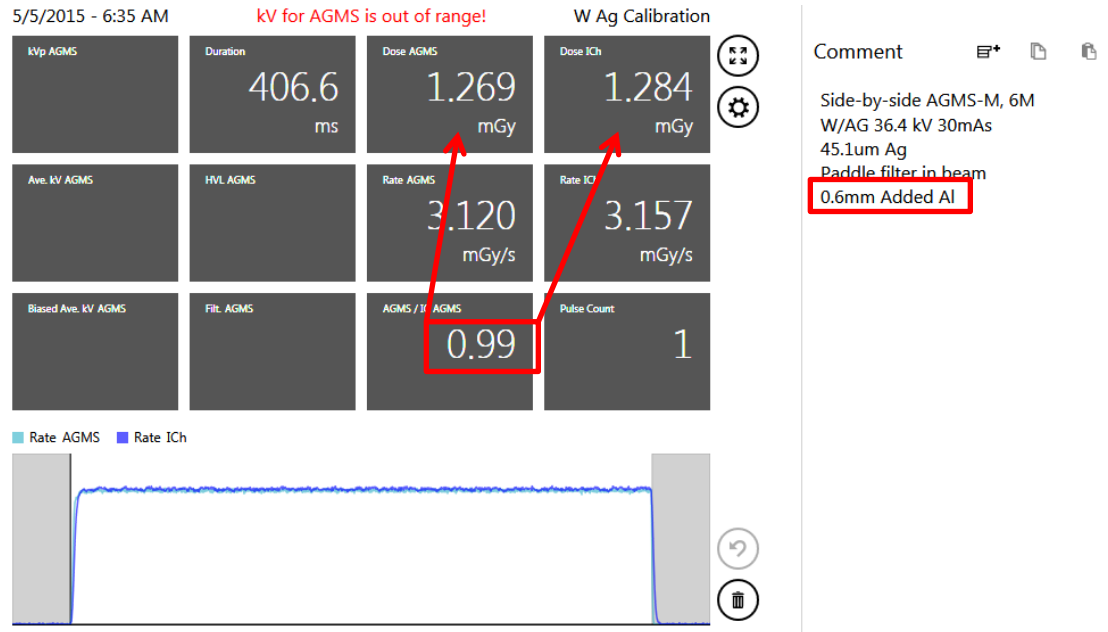 5/5/2015 - 6:35 AM
kV for AGMS is out of range!
W Ag Calibration
kVp AGMS
Duration
406.6
ms
Dose AGMS
1.269
mGy
Dose ICh
1.284
mGy
Ave. kV AGMS
HVL AGMS
Rate AGMS
3.120
mGy/s
Rate ICh
3.157
mGy/s
Biased Ave. kV AGMS
Filt. AGMS
AGMS / IC AGMS
0.99
Pulse Count
1
Rate AGMS
Rate ICh
Comment
Side-by-side AGMS-M, 6M
W/AG 36.4 kV 30mAs
45.1um Ag
Paddle filter in beam
0.6mm Added Al